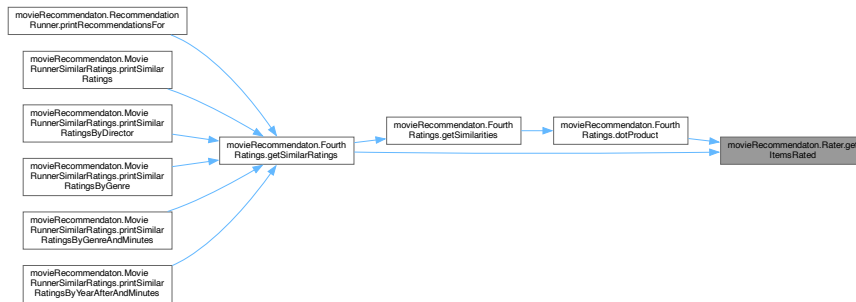 movieRecommendaton.Recommendation
Runner.printRecommendationsFor
movieRecommendaton.Movie
RunnerSimilarRatings.printSimilar
Ratings
movieRecommendaton.Movie
RunnerSimilarRatings.printSimilar
RatingsByDirector
movieRecommendaton.Movie
RunnerSimilarRatings.printSimilar
RatingsByGenre
movieRecommendaton.Movie
RunnerSimilarRatings.printSimilar
RatingsByGenreAndMinutes
movieRecommendaton.Movie
RunnerSimilarRatings.printSimilar
RatingsByYearAfterAndMinutes
movieRecommendaton.Fourth
Ratings.getSimilarRatings
movieRecommendaton.Fourth
Ratings.getSimilarities
movieRecommendaton.Fourth
Ratings.dotProduct
movieRecommendaton.Rater.get
ItemsRated